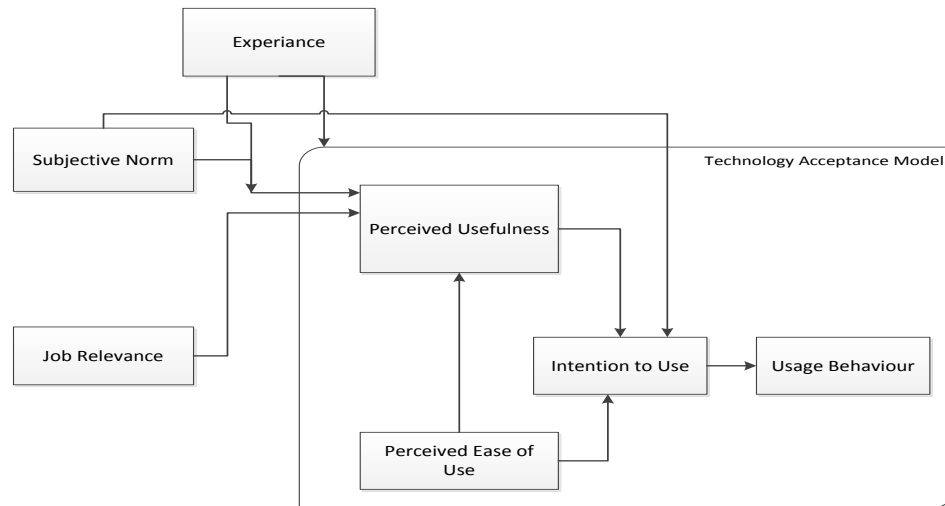 Experiance
Subjective Norm
Technology Acceptance Model
Perceived Usefulness
Job Relevance
Intention to Use
Usage Behaviour
Perceived Ease of
Use